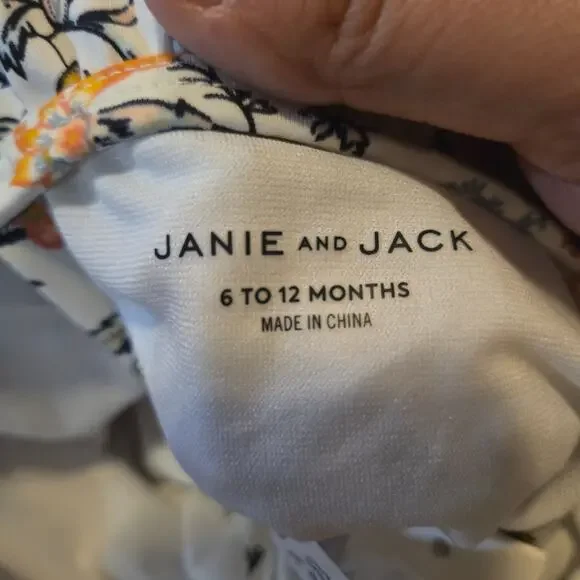 JANIE AND JACK
6 TO 12 MONTHS
MADE IN CHINA